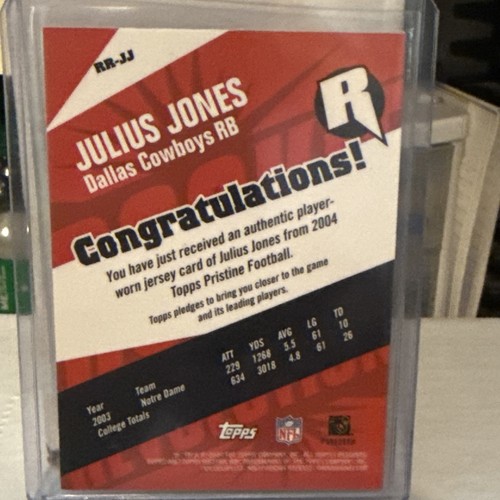 RR-JJ
R
JULIUS JONES
Dallas Cowboys RB
Congratulations!
You have just received an authentic player-
worn jersey card of Julius Jones from 2004
Topps Pristine Football.
Topps pledges to bring you closer to the game
and its leading players.
Year Team ATT YDS AVG LG TD
2003 Notre Dame 229 1268 5.5 61 10
College Totals 634 3018 4.8 61 26
Topps NFL PLAYERS